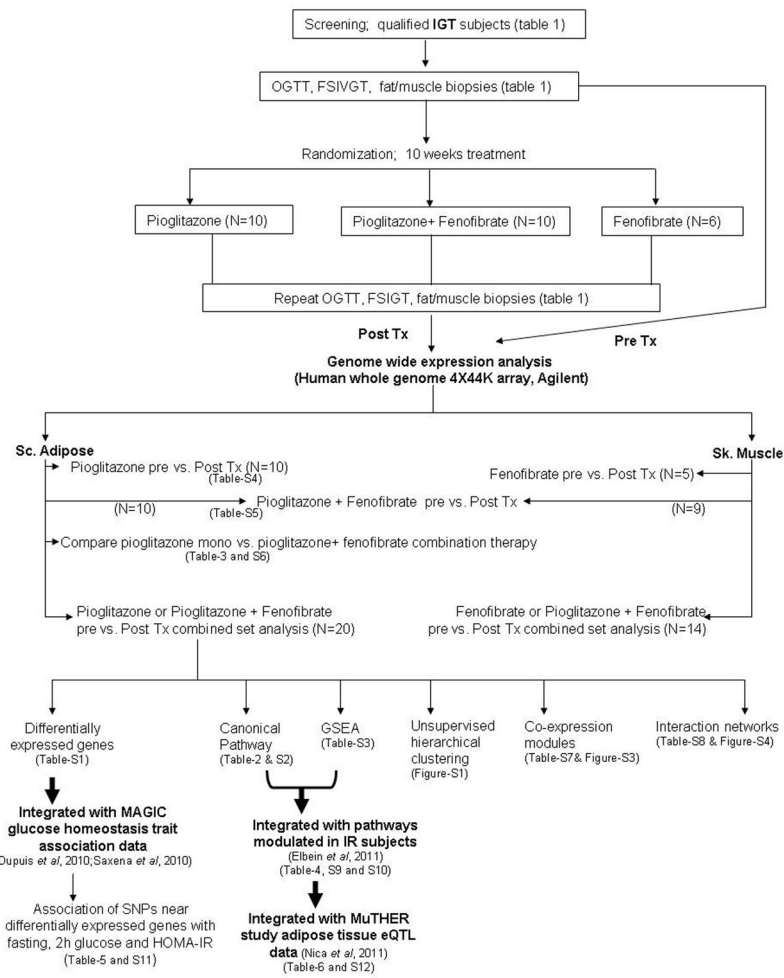 Screening; qualified IGT subjects (table 1)
OGTT, FSIVGT, fat/muscle biopsies (table 1)
Randomization; 10 weeks treatment
Pioglitazone (N=10)
Pioglitazone+ Fenofibrate (N=10)
Fenofibrate (N=6)
Repeat OGTT, FSIGT, fat/muscle biopsies (table 1)
Post Tx
Pre Tx
Genome wide expression analysis
(Human whole genome 4X44K array, Agilent)
Sc. Adipose
Sk. Muscle
Pioglitazone pre vs. Post Tx (N=10)
(Table-S4)
Fenofibrate pre vs. Post Tx (N=5)
(N=10)
(Table-S5)
Pioglitazone + Fenofibrate pre vs. Post Tx
(N=9)
Compare pioglitazone mono vs. pioglitazone+ fenofibrate combination therapy
(Table-3 and S6)
Pioglitazone or Pioglitazone + Fenofibrate
pre vs. Post Tx combined set analysis (N=20)
Fenofibrate or Pioglitazone + Fenofibrate
pre vs. Post Tx combined set analysis (N=14)
Differentially
expressed genes
(Table-S1)
Canonical
Pathway
(Table-2 & S2)
GSEA
(Table-S3)
Unsupervised
hierarchical
clustering
(Figure-S1)
Co-expression
modules
(Table-S7& Figure-S3)
Interaction networks
(Table-S8 & Figure-S4)
Integrated with MAGIC
glucose homeostasis trait
association data
Dupuis et al, 2010;Saxena et al, 2010)
Association of SNPs near
differentially expressed genes with
fasting, 2h glucose and HOMA-IR
(Table-5 and S11)
Integrated with pathways
modulated in IR subjects
(Elbein et al, 2011)
(Table-4, S9 and S10)
Integrated with MuTHER
study adipose tissue eQTL
data (Nica et al, 2011)
(Table-6 and S12)